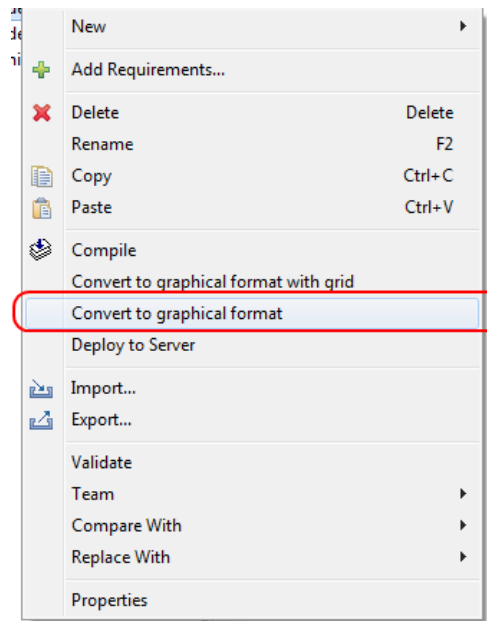 New
Add Requirements...
Delete Delete
Rename F2
Copy Ctrl+C
Paste Ctrl+V
Compile
Convert to graphical format with grid
Convert to graphical format
Deploy to Server
Import...
Export...
Validate
Team
Compare With
Replace With
Properties